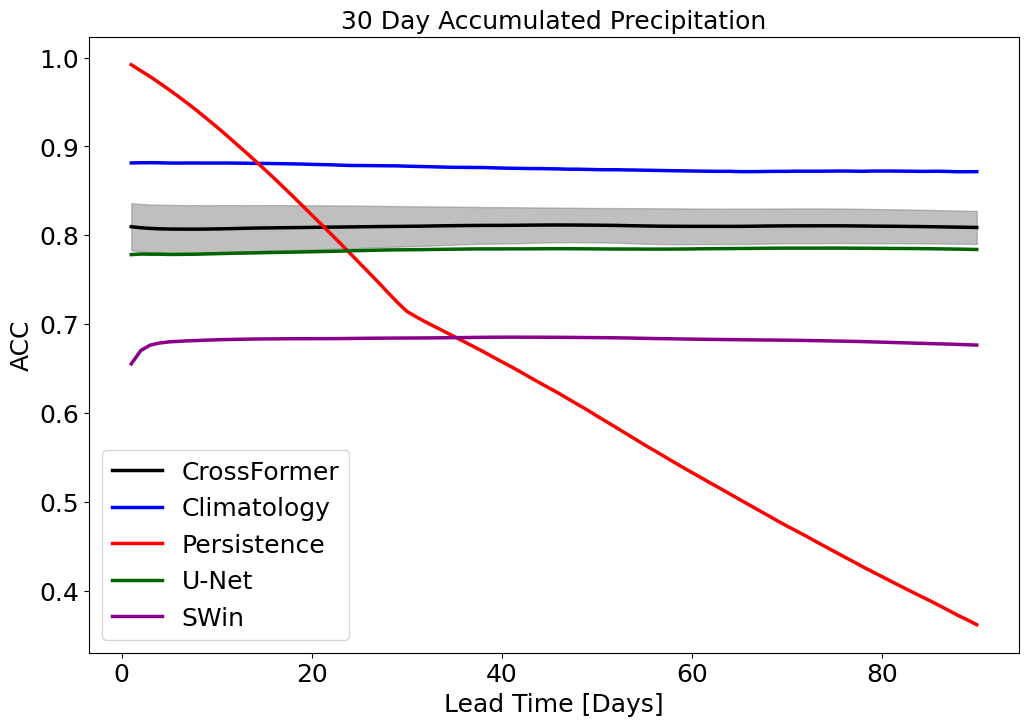 30 Day Accumulated Precipitation
ACC
1.0
0.9
0.8
0.7
0.6
0.5
0.4
CrossFormer
Climatology
Persistence
U-Net
SWin
0 20 40 60 80
Lead Time [Days]